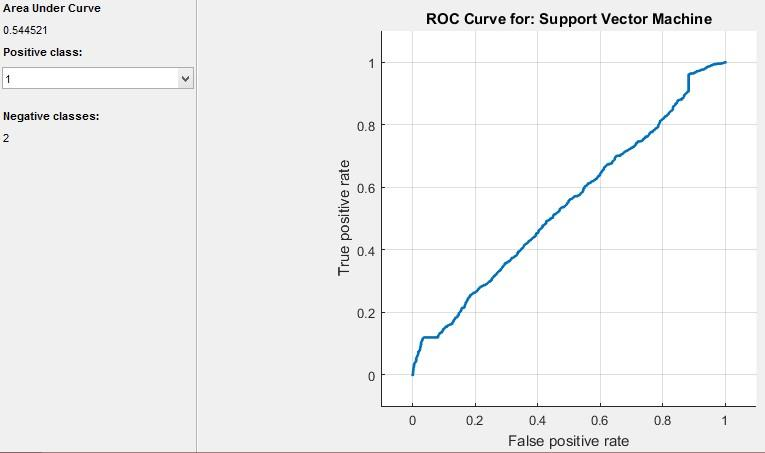 Area Under Curve
0.544521
Positive class:
1
Negative classes:
2
ROC Curve for: Support Vector Machine
True positive rate
1
0.8
0.6
0.4
0.2
0
0 0.2 0.4 0.6 0.8 1
False positive rate